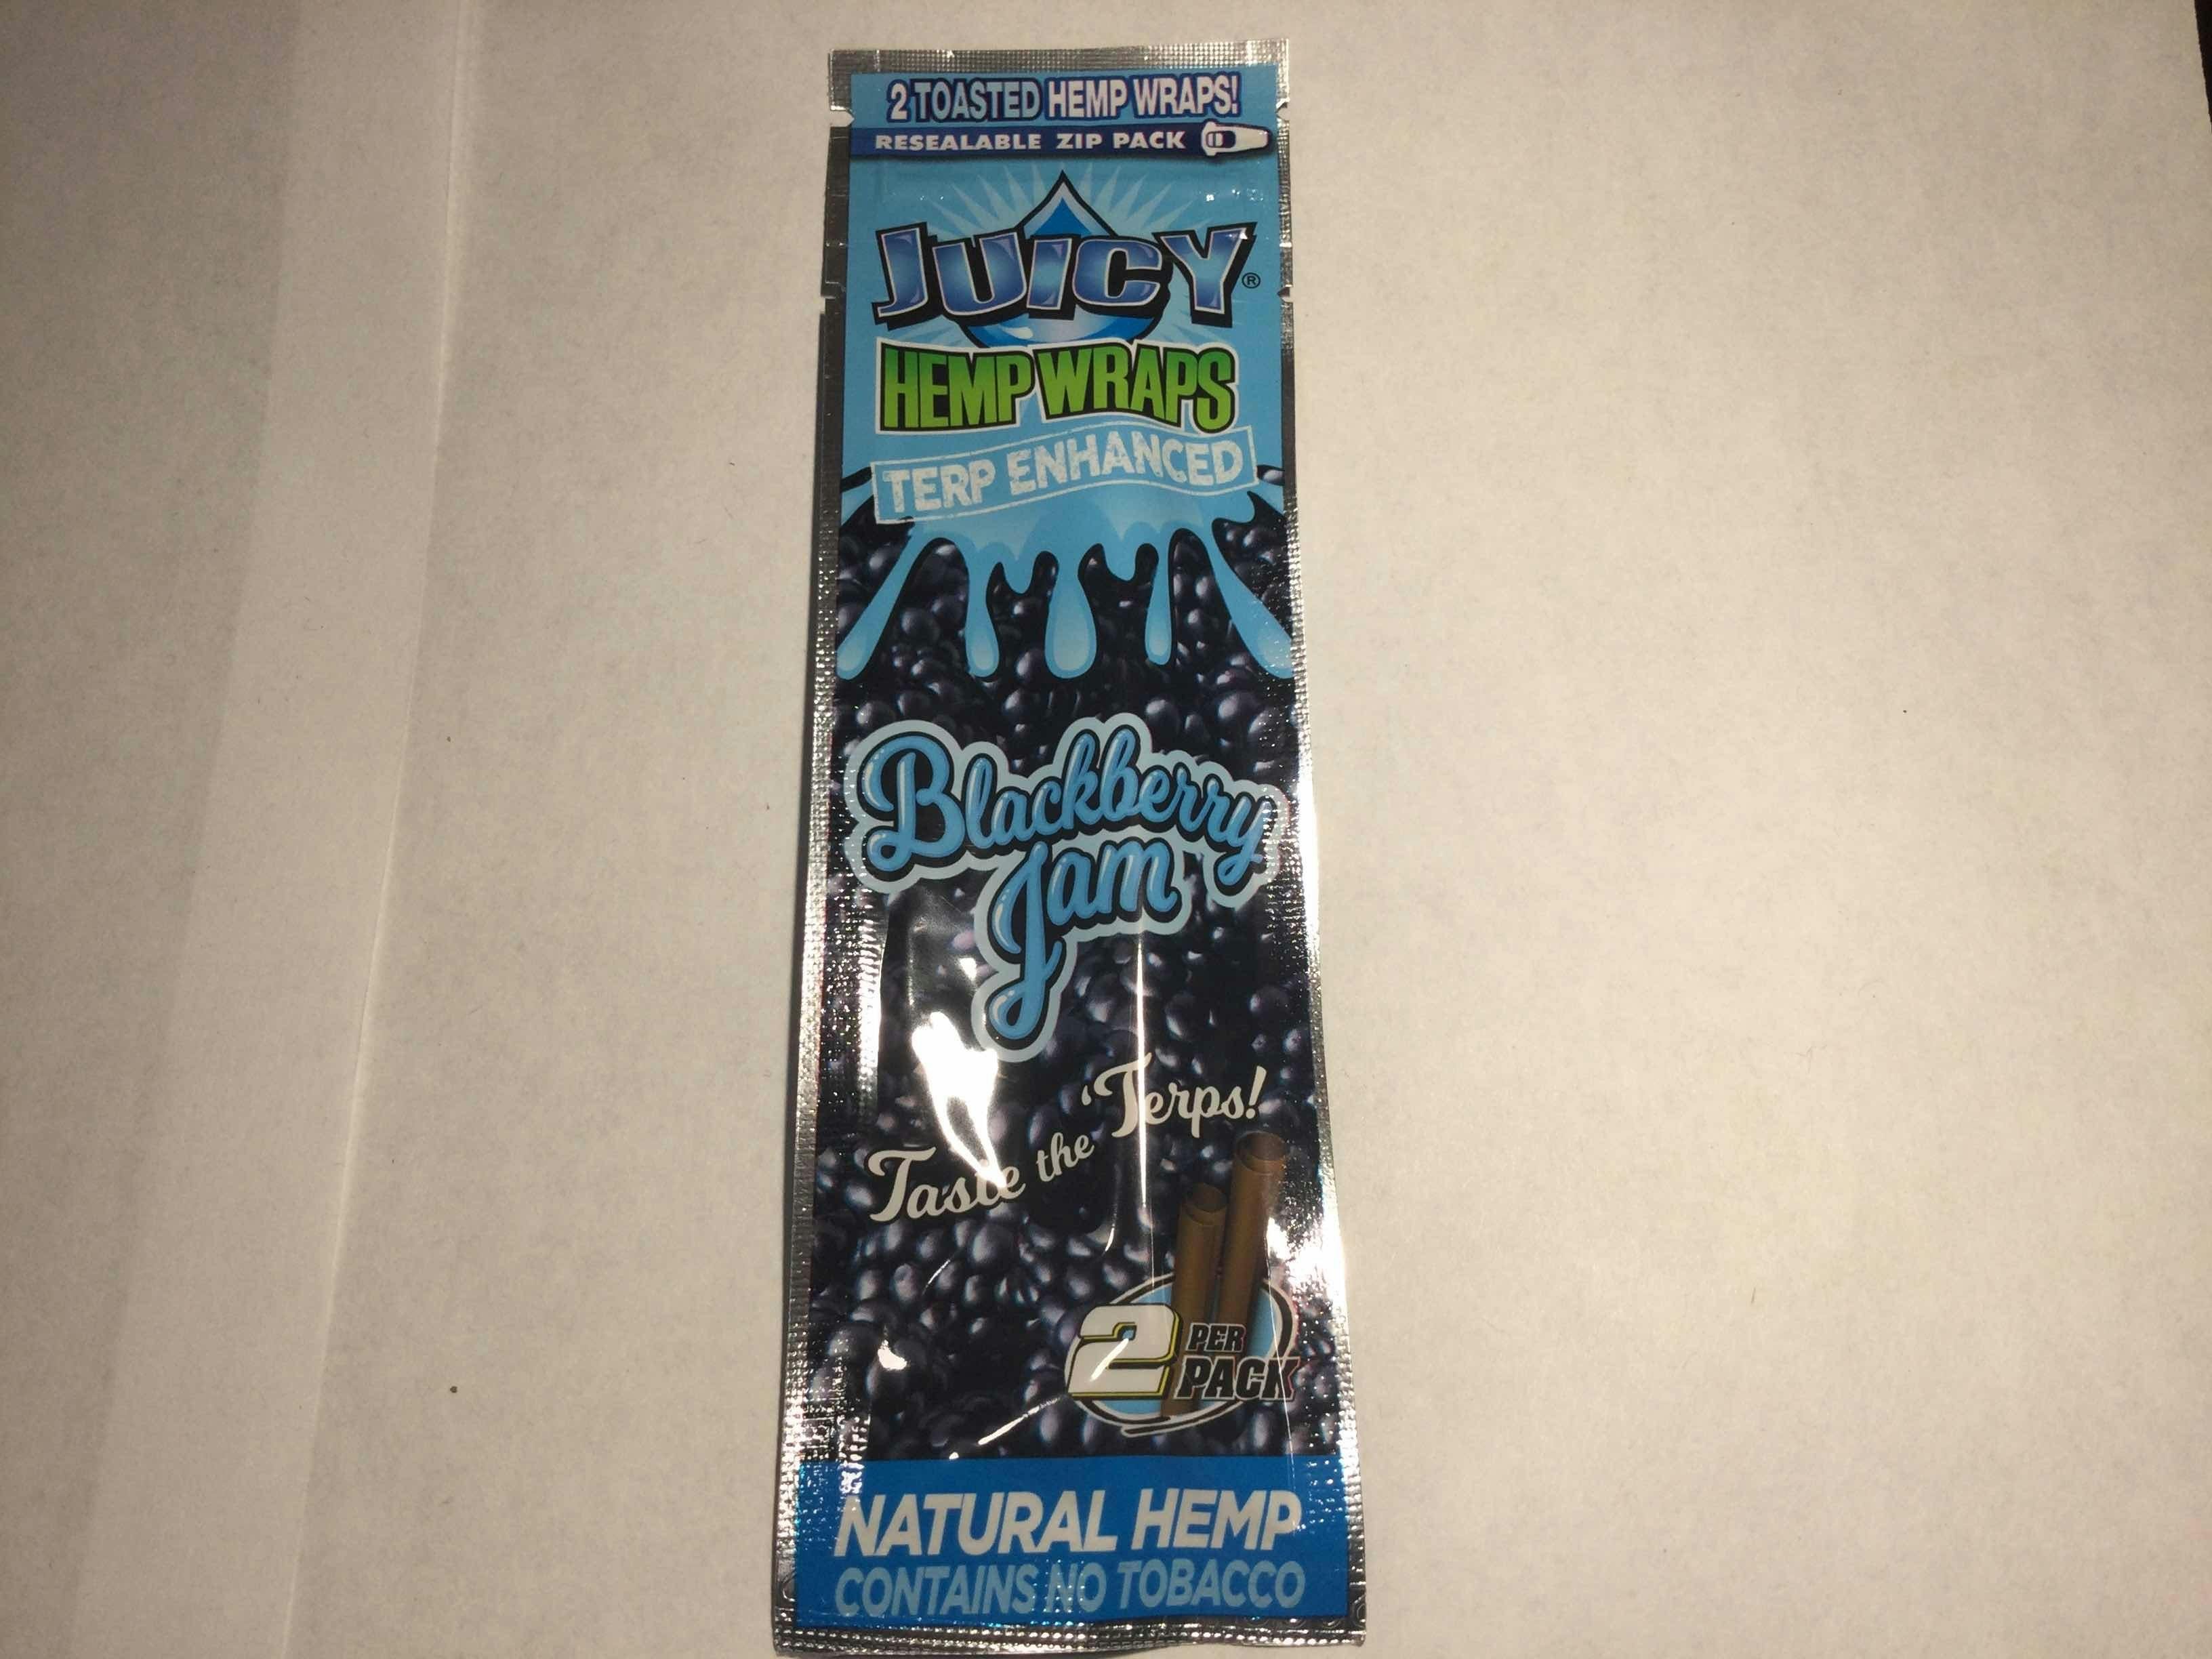 2 TOASTED HEMP WRAPS!
RESEALABLE ZIP PACK
JUICY®
HEMP WRAPS
TERP ENHANCED
Blackberry
Jam
Taste the 'Terps!
2 PER
PACK
NATURAL HEMP
CONTAINS NO TOBACCO